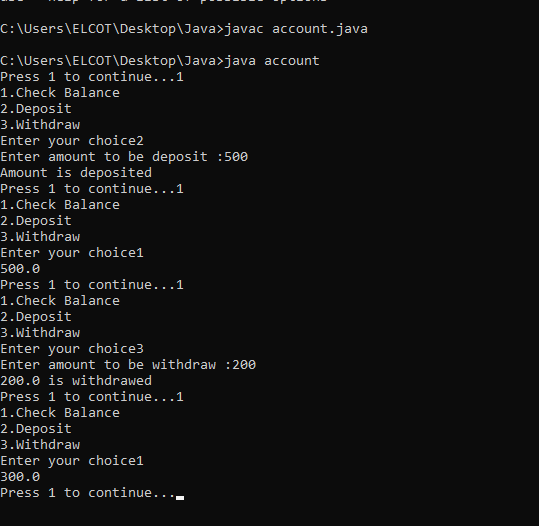 C:\Users\ELCOT\Desktop\Java>javac account.java
C:\Users\ELCOT\Desktop\Java>java account
Press 1 to continue...1
1.Check Balance
2.Deposit
3.Withdraw
Enter your choice2
Enter amount to be deposit :500
Amount is deposited
Press 1 to continue...1
1.Check Balance
2.Deposit
3.Withdraw
Enter your choice1
500.0
Press 1 to continue...1
1.Check Balance
2.Deposit
3.Withdraw
Enter your choice3
Enter amount to be withdraw :200
200.0 is withdrawed
Press 1 to continue...1
1.Check Balance
2.Deposit
3.Withdraw
Enter your choice1
300.0
Press 1 to continue...